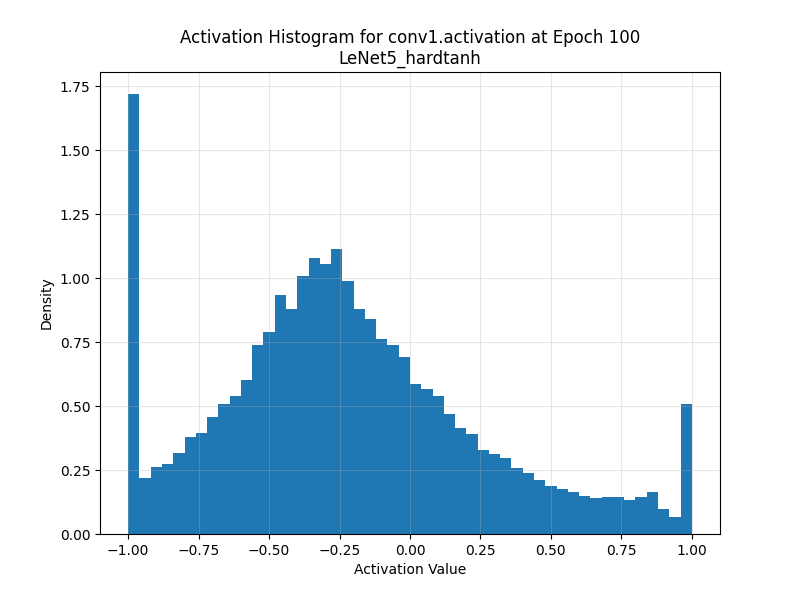 Activation Histogram for conv1.activation at Epoch 100
LeNet5_hardtanh
1.75
1.50
1.25
1.00
0.75
0.50
0.25
0.00
Density
−1.00 −0.75 −0.50 −0.25 0.00 0.25 0.50 0.75 1.00
Activation Value